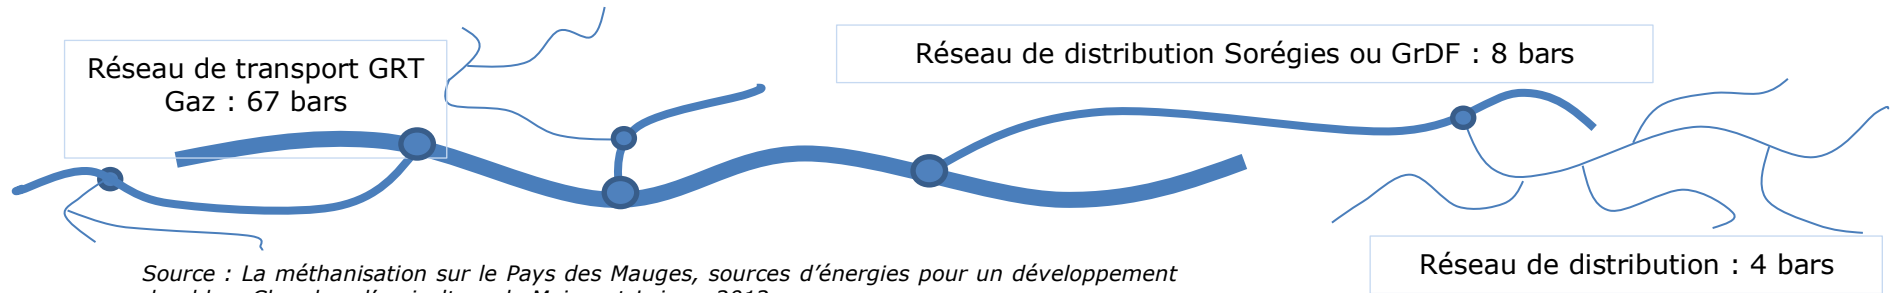 Réseau de transport GRT
Gaz : 67 bars
Réseau de distribution Sorégies ou GrDF : 8 bars
Réseau de distribution : 4 bars
Source : La méthanisation sur le Pays des Mauges, sources d’énergies pour un développement